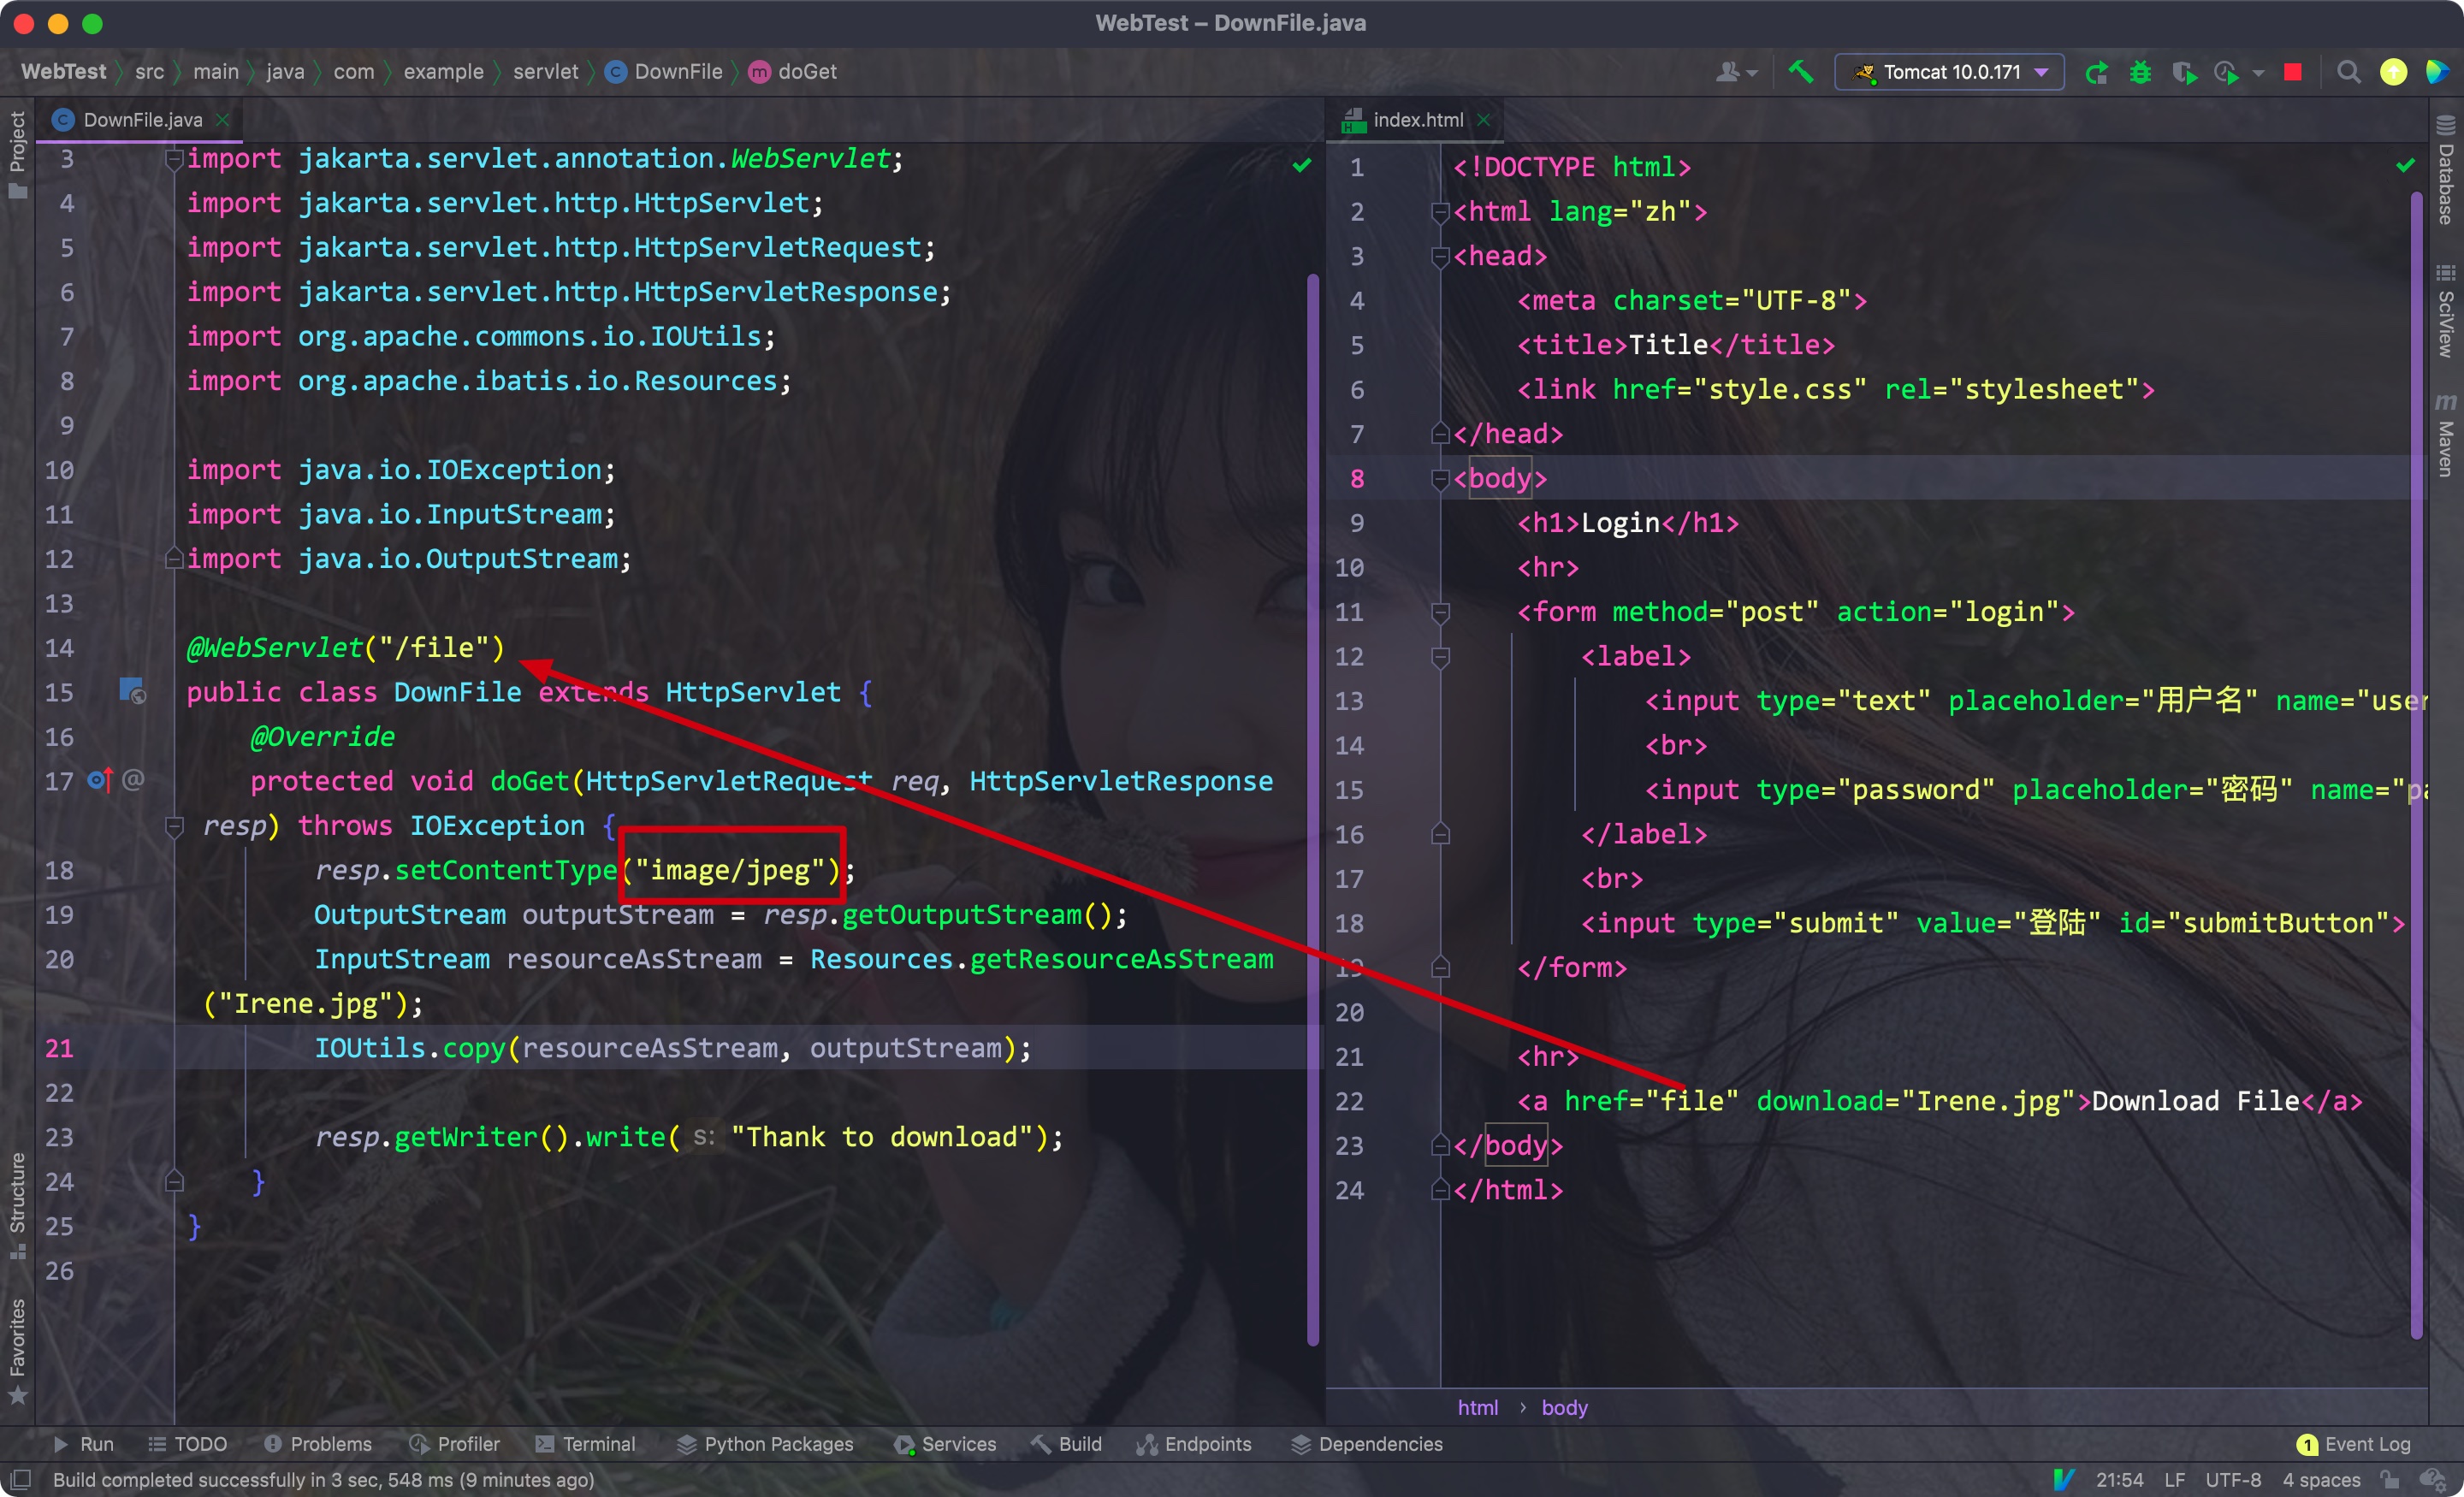 WebTest – DownFile.java
WebTest src main java com example servlet DownFile doGet Tomcat 10.0.171
Project
DownFile.java
3 import jakarta.servlet.annotation.WebServlet;
4 import jakarta.servlet.http.HttpServlet;
5 import jakarta.servlet.http.HttpServletRequest;
6 import jakarta.servlet.http.HttpServletResponse;
7 import org.apache.commons.io.IOUtils;
8 import org.apache.ibatis.io.Resources;
9
10 import java.io.IOException;
11 import java.io.InputStream;
12 import java.io.OutputStream;
13
14 @WebServlet("/file")
15 public class DownFile extends HttpServlet {
16 @Override
17 protected void doGet(HttpServletRequest req, HttpServletResponse
resp) throws IOException {
18 resp.setContentType("image/jpeg");
19 OutputStream outputStream = resp.getOutputStream();
20 InputStream resourceAsStream = Resources.getResourceAsStream
("Irene.jpg");
21 IOUtils.copy(resourceAsStream, outputStream);
22
23 resp.getWriter().write( s: "Thank to download");
24 }
25 }
26
index.html
1 <!DOCTYPE html>
2 <html lang="zh">
3 <head>
4 <meta charset="UTF-8">
5 <title>Title</title>
6 <link href="style.css" rel="stylesheet">
7 </head>
8 <body>
9 <h1>Login</h1>
10 <hr>
11 <form method="post" action="login">
12 <label>
13 <input type="text" placeholder="用户名" name="user
14 <br>
15 <input type="password" placeholder="密码" name="pa
16 </label>
17 <br>
18 <input type="submit" value="登陆" id="submitButton">
19 </form>
20
21 <hr>
22 <a href="file" download="Irene.jpg">Download File</a>
23 </body>
24 </html>
html › body
Database
SciView
Maven
Structure
Favorites
Run TODO Problems Profiler Terminal Python Packages Services Build Endpoints Dependencies 1 Event Log
Build completed successfully in 3 sec, 548 ms (9 minutes ago) 21:54 LF UTF-8 4 spaces